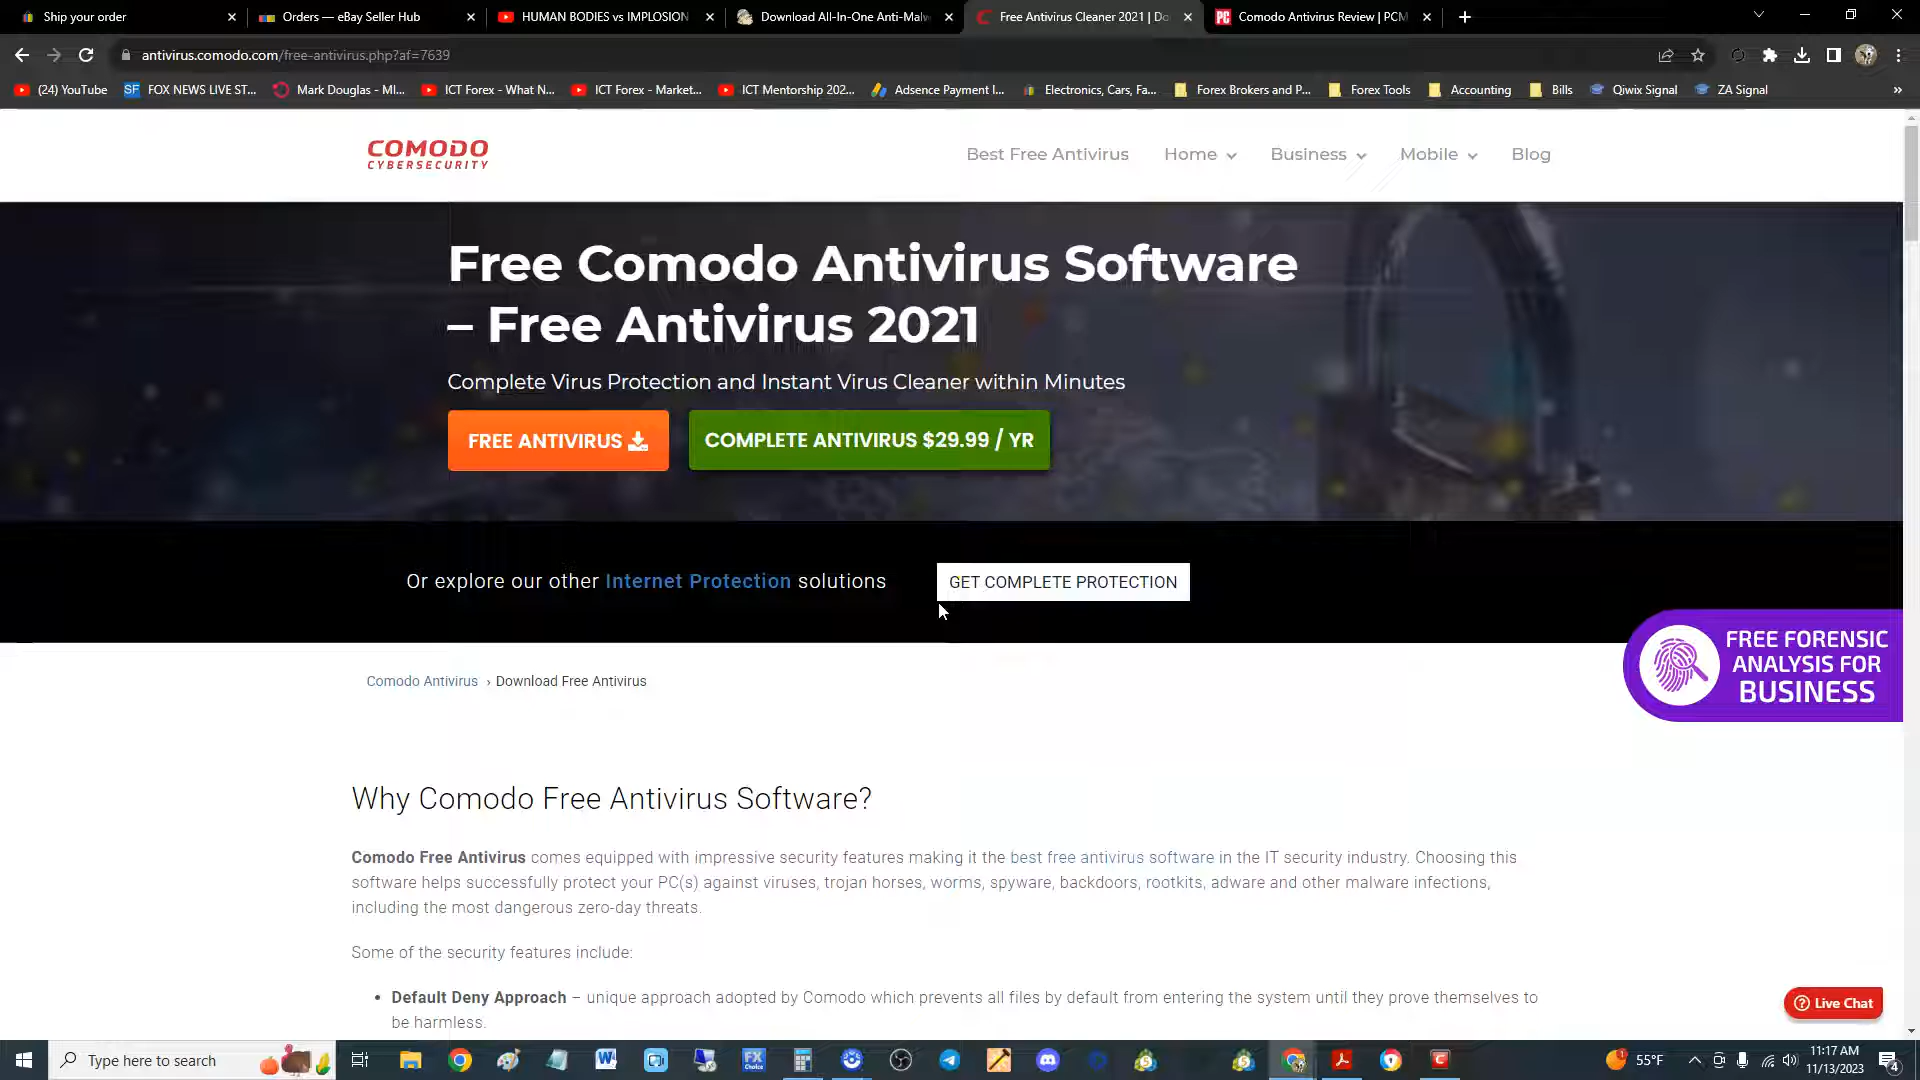 Ship your order
Orders — eBay Seller Hub
HUMAN BODIES vs IMPLOSION
Download All-In-One Anti-Malw
Free Antivirus Cleaner 2021 | Do
PC
Comodo Antivirus Review | PCM
antivirus.comodo.com/free-antivirus.php?af=7639
(24) YouTube
SF
FOX NEWS LIVE ST...
Mark Douglas - MI...
ICT Forex - What N...
ICT Forex - Market...
ICT Mentorship 202...
Adsence Payment I...
Electronics, Cars, Fa...
Forex Brokers and P...
Forex Tools
Accounting
Bills
Qiwix Signal
ZA Signal
COMODO
CYBERSECURITY
Best Free Antivirus
Home
Business
Mobile
Blog
Free Comodo Antivirus Software
– Free Antivirus 2021
Complete Virus Protection and Instant Virus Cleaner within Minutes
FREE ANTIVIRUS
COMPLETE ANTIVIRUS $29.99 / YR
Or explore our other Internet Protection solutions
GET COMPLETE PROTECTION
FREE FORENSIC
ANALYSIS FOR
BUSINESS
Comodo Antivirus › Download Free Antivirus
Why Comodo Free Antivirus Software?
Comodo Free Antivirus comes equipped with impressive security features making it the best free antivirus software in the IT security industry. Choosing this
software helps successfully protect your PC(s) against viruses, trojan horses, worms, spyware, backdoors, rootkits, adware and other malware infections,
including the most dangerous zero-day threats.
Some of the security features include:
• Default Deny Approach – unique approach adopted by Comodo which prevents all files by default from entering the system until they prove themselves to
be harmless.
Live Chat
Type here to search
FX
Choice
55°F
11:17 AM
11/13/2023
4